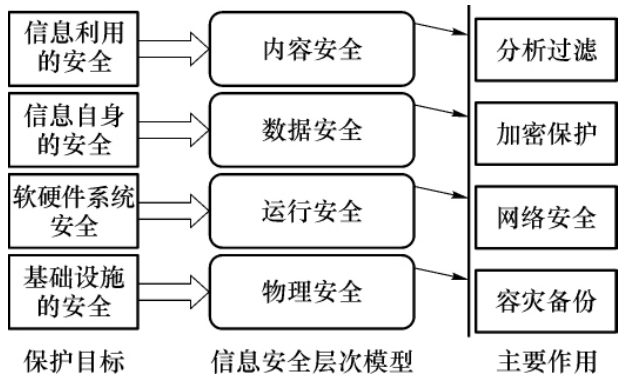 信息利用
的安全
内容安全
分析过滤
信息自身
的安全
数据安全
加密保护
软硬件系统
安全
运行安全
网络安全
基础设施
的安全
物理安全
容灾备份
保护目标
信息安全层次模型
主要作用